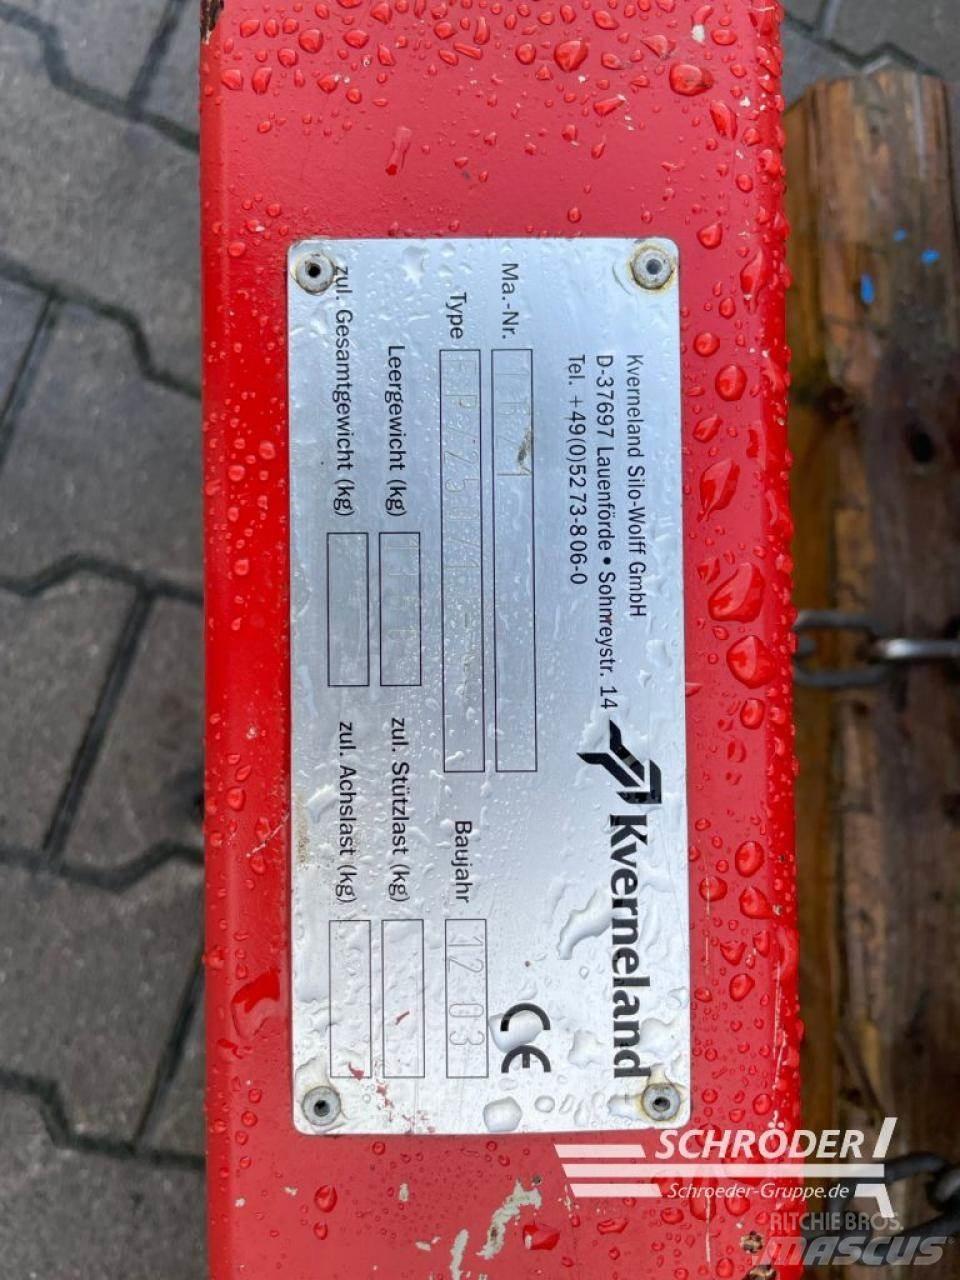 Kverneland Silo-Wolff GmbH
D-37697 Lauenförde • Sohnreystr. 14
Tel. +49(0)5273-806-0
Kverneland
CE
Ma.-Nr.
Type
Baujahr 12 03
Leergewicht (kg)
zul. Stützlast (kg)
zul. Gesamtgewicht (kg)
zul. Achslast (kg)
SCHRÖDER
Schroeder-Gruppe.de
RITCHIE BROS.
MASCUS